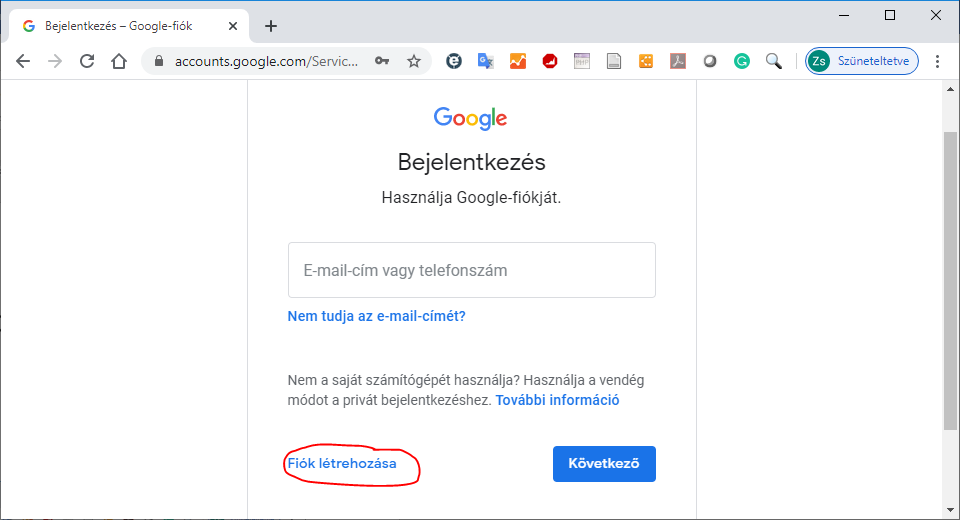 Bejelentkezés – Google-fiók
accounts.google.com/Servic...
Zs Szüneteltetve
Google
Bejelentkezés
Használja Google-fiókját.
E-mail-cím vagy telefonszám
Nem tudja az e-mail-címét?
Nem a saját számítógépét használja? Használja a vendég
módot a privát bejelentkezéshez. További információ
Fiók létrehozása
Következő